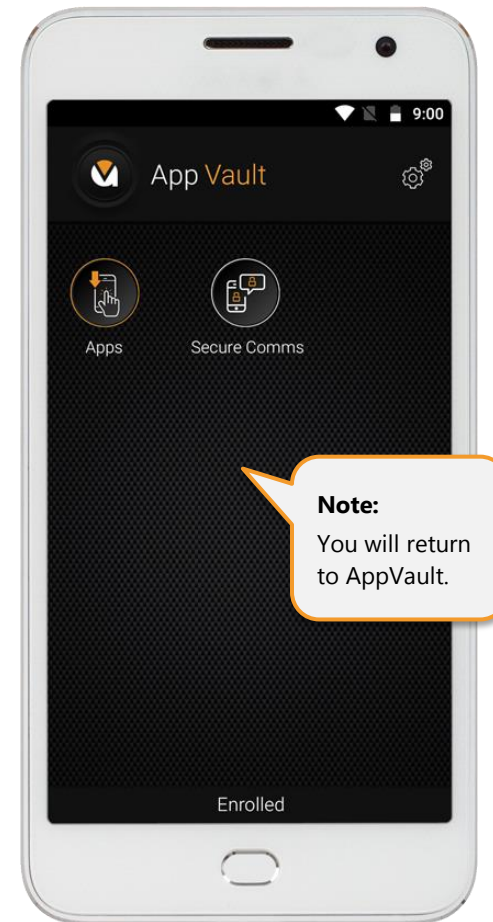 9:00
App Vault
Apps
Secure Comms
Note:
You will return
to AppVault.
Enrolled